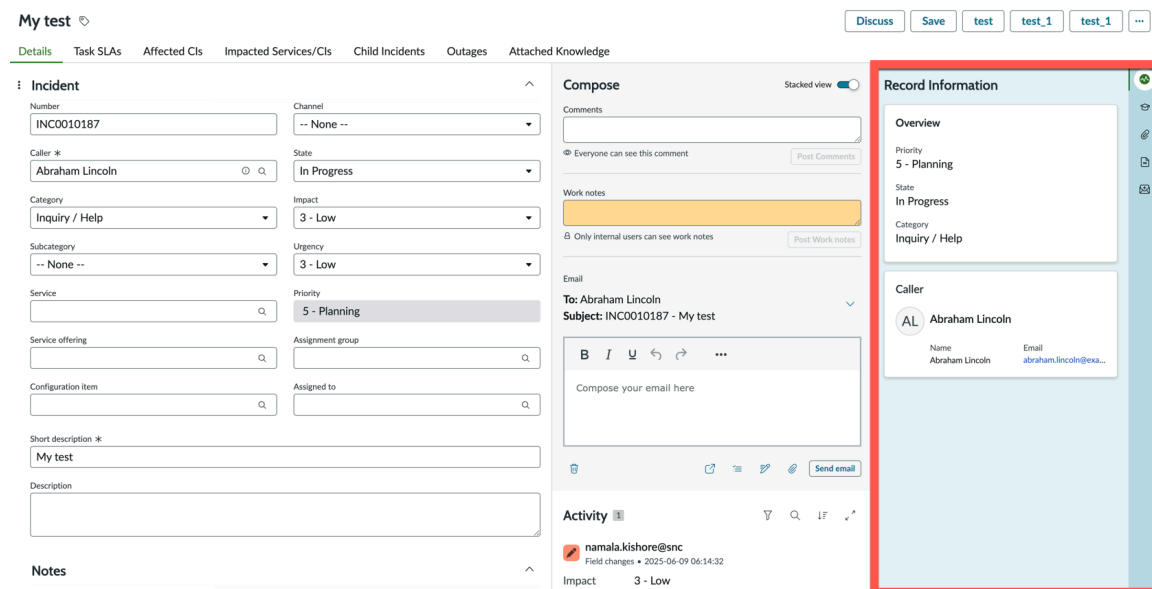 My test
Discuss
Save
test
test_1
test_1
Details
Task SLAs
Affected CIs
Impacted Services/CIs
Child Incidents
Outages
Attached Knowledge
Incident
Number
INC0010187
Channel
-- None --
Caller
Abraham Lincoln
State
In Progress
Category
Inquiry / Help
Impact
3 - Low
Subcategory
-- None --
Urgency
3 - Low
Service
Priority
5 - Planning
Service offering
Assignment group
Configuration item
Assigned to
Short description
My test
Description
Notes
Compose
Stacked view
Comments
Everyone can see this comment
Post Comments
Work notes
Only internal users can see work notes
Post Work notes
Email
To: Abraham Lincoln
Subject: INC0010187 - My test
B I U
Compose your email here
Send email
Activity 1
namala.kishore@snc
Field changes • 2025-06-09 06:14:32
Impact 3 - Low
Record Information
Overview
Priority
5 - Planning
State
In Progress
Category
Inquiry / Help
Caller
AL
Abraham Lincoln
Name
Abraham Lincoln
Email
abraham.lincoln@exa...